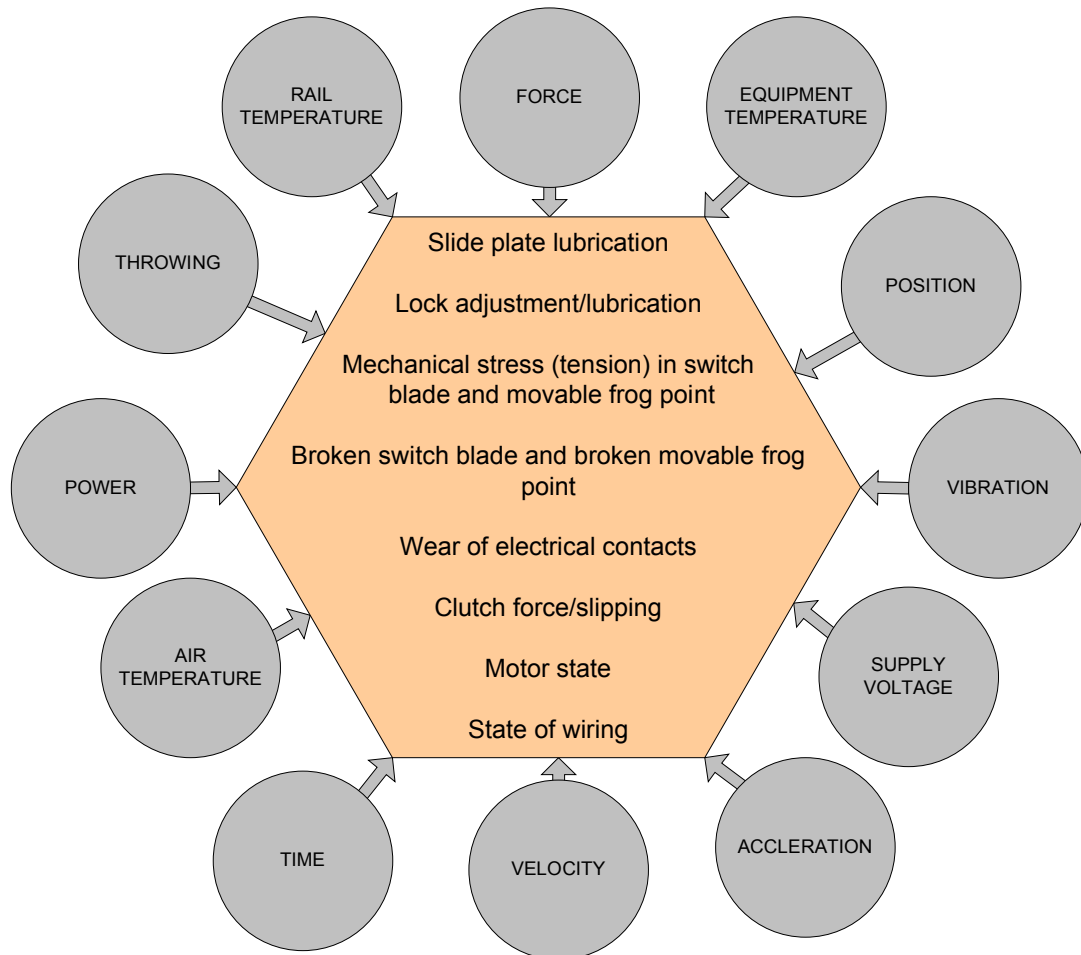 RAIL
TEMPERATURE
FORCE
EQUIPMENT
TEMPERATURE
THROWING
POSITION
POWER
VIBRATION
AIR
TEMPERATURE
SUPPLY
VOLTAGE
TIME
VELOCITY
ACCLERATION
Slide plate lubrication
Lock adjustment/lubrication
Mechanical stress (tension) in switch
blade and movable frog point
Broken switch blade and broken movable frog
point
Wear of electrical contacts
Clutch force/slipping
Motor state
State of wiring